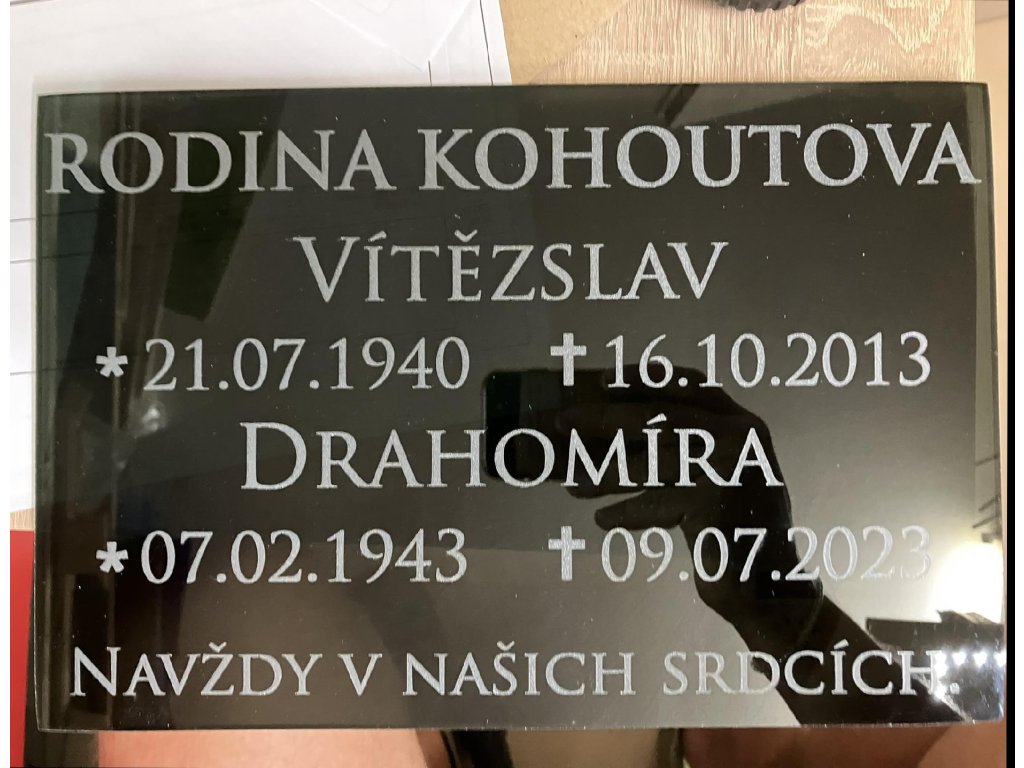 RODINA KOHOUTOVA
VÍTĚZSLAV
* 21.07.1940 ✝ 16.10.2013
DRAHOMÍRA
* 07.02.1943 ✝ 09.07.2023
NAVŽDY V NAŠICH SRDCÍCH.